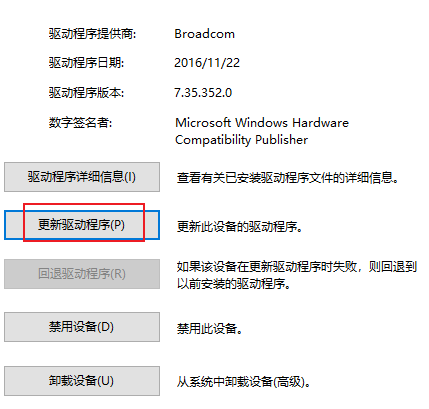 驱动程序提供商: Broadcom
驱动程序日期: 2016/11/22
驱动程序版本: 7.35.352.0
数字签名者: Microsoft Windows Hardware
Compatibility Publisher
驱动程序详细信息(I) 查看有关已安装驱动程序文件的详细信息。
更新驱动程序(P) 更新此设备的驱动程序。
回退驱动程序(R) 如果该设备在更新驱动程序时失败，则回退到
以前安装的驱动程序。
禁用设备(D) 禁用此设备。
卸载设备(U) 从系统中卸载设备(高级)。